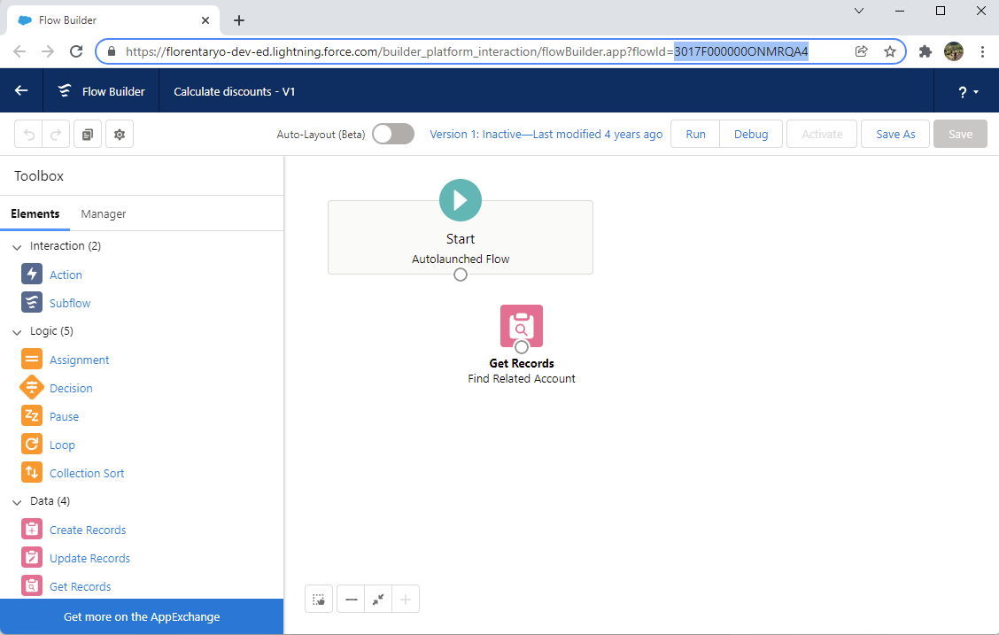 Flow Builder
https://florentaryo-dev-ed.lightning.force.com/builder_platform_interaction/flowBuilder.app?flowId=3017F000000ONMRQA4
Flow Builder
Calculate discounts - V1
?
Auto-Layout (Beta)
Version 1: Inactive—Last modified 4 years ago
Run
Debug
Activate
Save As
Save
Toolbox
Elements
Manager
Interaction (2)
Action
Subflow
Logic (5)
Assignment
Decision
Pause
Loop
Collection Sort
Data (4)
Create Records
Update Records
Get Records
Get more on the AppExchange
Start
Autolaunched Flow
Get Records
Find Related Account